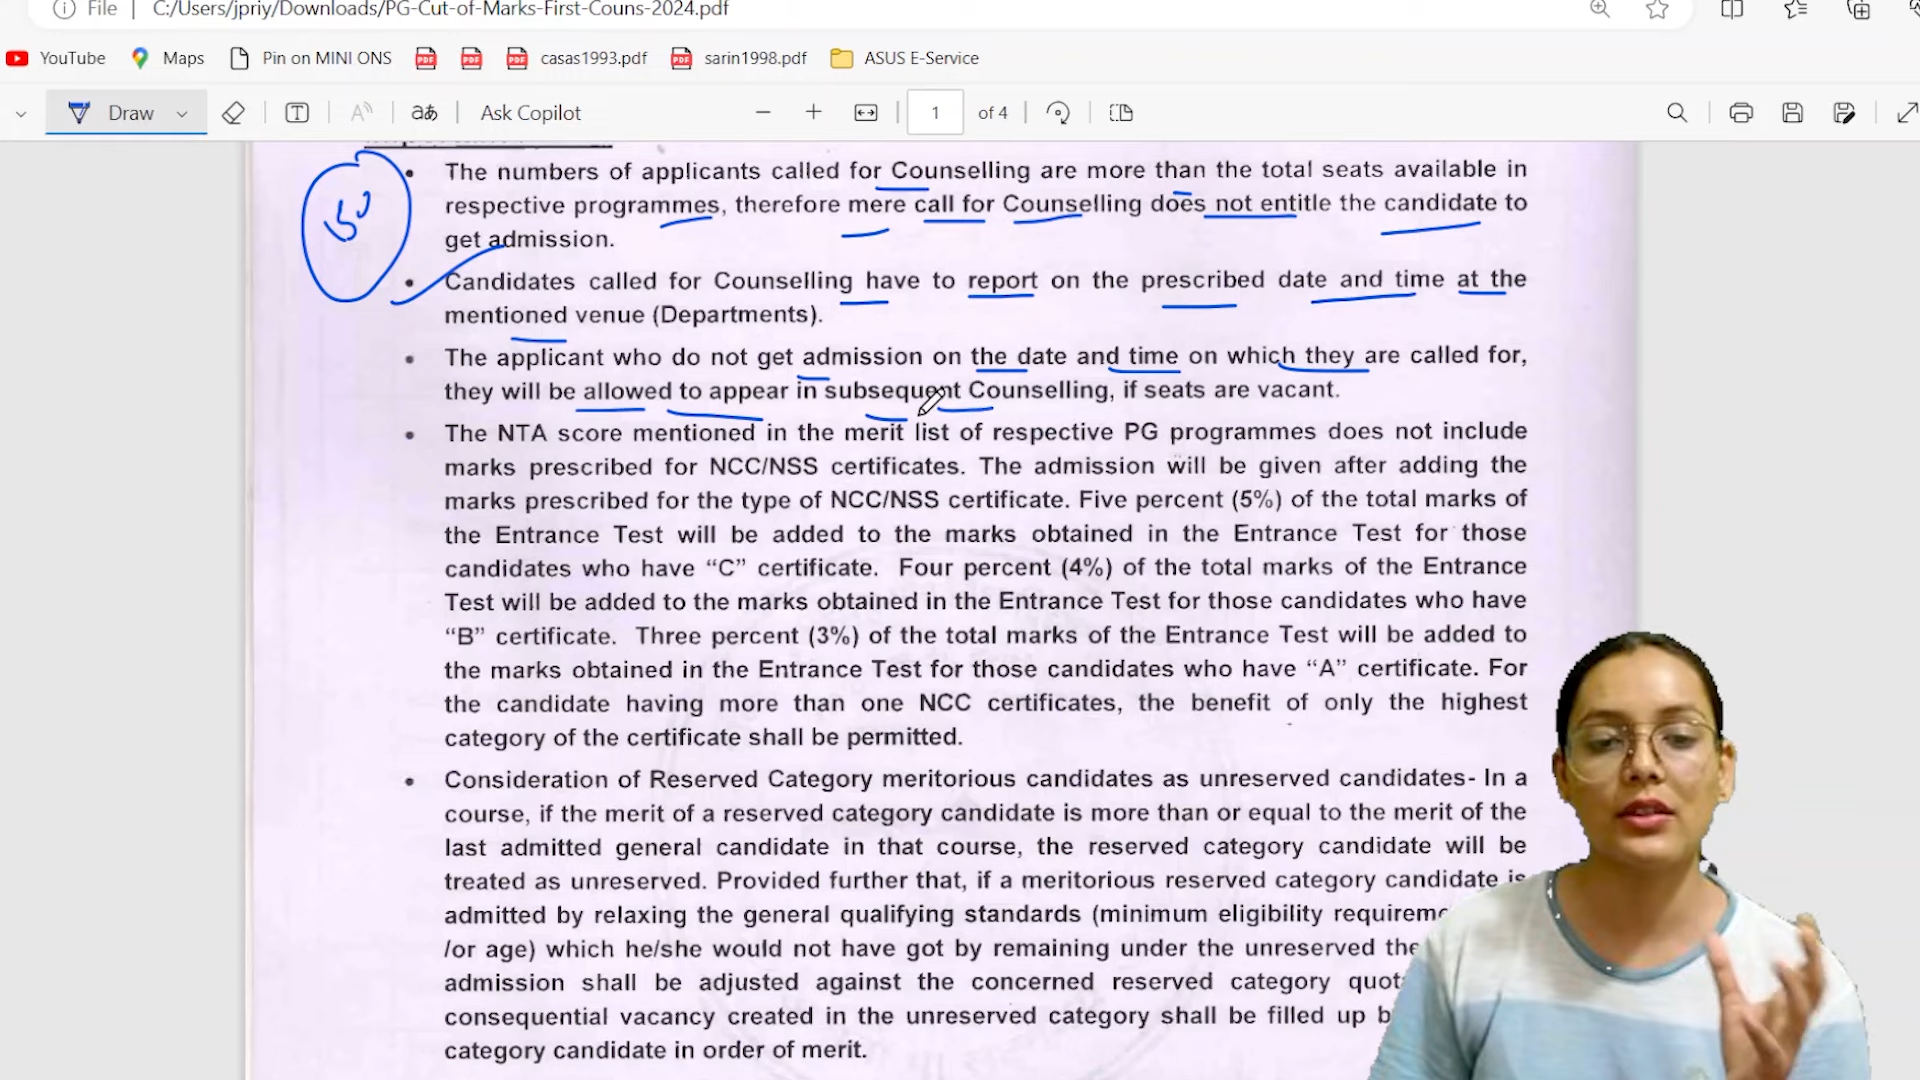 File | C:/Users/jpriy/Downloads/PG-Cut-of-Marks-First-Couns-2024.pdf
YouTube Maps Pin on MINI ONS casas1993.pdf sarin1998.pdf ASUS E-Service
Draw T aあ Ask Copilot 1 of 4
The numbers of applicants called for Counselling are more than the total seats available in
respective programmes, therefore mere call for Counselling does not entitle the candidate to
get admission.
Candidates called for Counselling have to report on the prescribed date and time at the
mentioned venue (Departments).
The applicant who do not get admission on the date and time on which they are called for,
they will be allowed to appear in subsequent Counselling, if seats are vacant.
The NTA score mentioned in the merit list of respective PG programmes does not include
marks prescribed for NCC/NSS certificates. The admission will be given after adding the
marks prescribed for the type of NCC/NSS certificate. Five percent (5%) of the total marks of
the Entrance Test will be added to the marks obtained in the Entrance Test for those
candidates who have “C” certificate. Four percent (4%) of the total marks of the Entrance
Test will be added to the marks obtained in the Entrance Test for those candidates who have
“B” certificate. Three percent (3%) of the total marks of the Entrance Test will be added to
the marks obtained in the Entrance Test for those candidates who have “A” certificate. For
the candidate having more than one NCC certificates, the benefit of only the highest
category of the certificate shall be permitted.
Consideration of Reserved Category meritorious candidates as unreserved candidates- In a
course, if the merit of a reserved category candidate is more than or equal to the merit of the
last admitted general candidate in that course, the reserved category candidate will be
treated as unreserved. Provided further that, if a meritorious reserved category candidate is
admitted by relaxing the general qualifying standards (minimum eligibility
/or age) which he/she would not have got by remaining under the unreserved
admission shall be adjusted against the concerned reserved category
consequential vacancy created in the unreserved category shall be filled up
category candidate in order of merit.